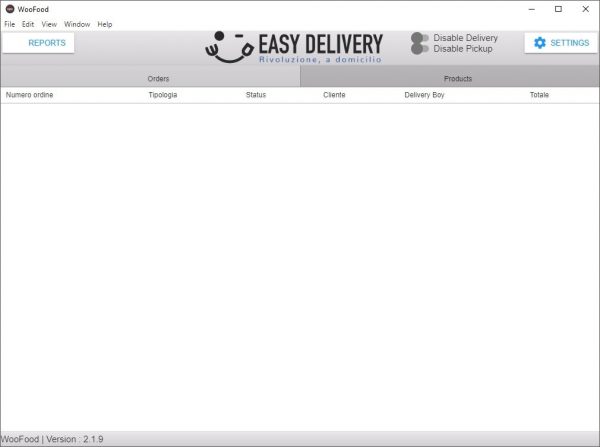 WooFood
File Edit View Window Help
REPORTS
EASY DELIVERY
Rivoluzione, a domicilio
Disable Delivery
Disable Pickup
SETTINGS
Orders Products
Numero ordine Tipologia Status Cliente Delivery Boy Totale
WooFood | Version : 2.1.9